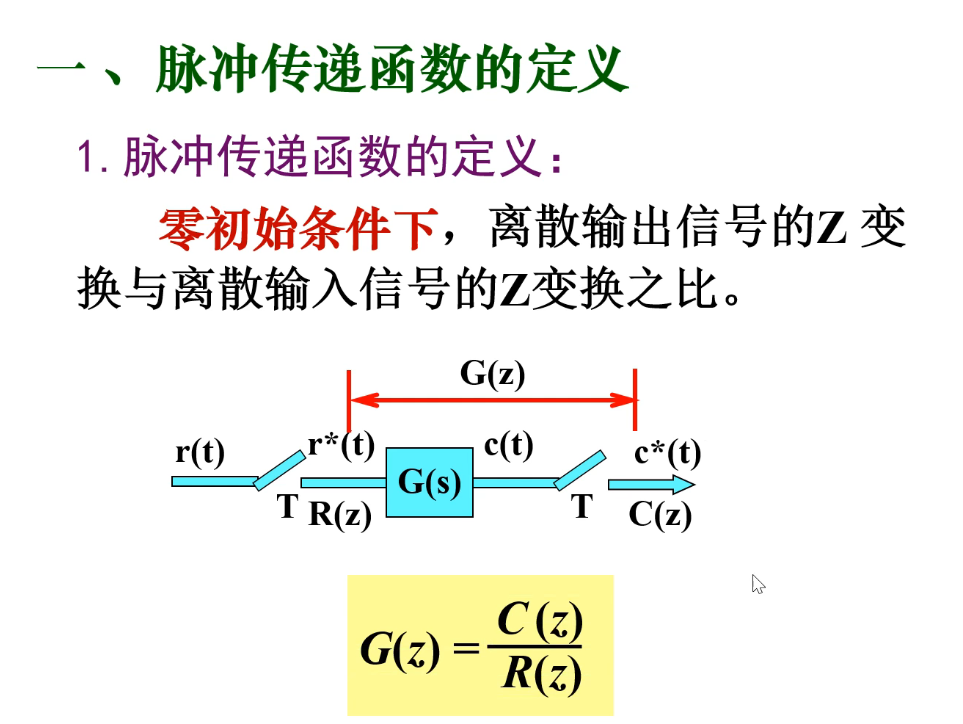 一 、脉冲传递函数的定义
1.脉冲传递函数的定义：
零初始条件下，离散输出信号的Z 变
换与离散输入信号的Z变换之比。
G(z)
r(t) r*(t) c(t) c*(t)
G(s)
T R(z) T C(z)
G(z) = C(z) / R(z)